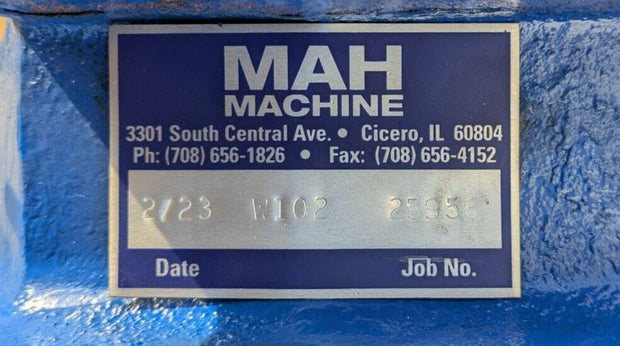 MAH
MACHINE
3301 South Central Ave. • Cicero, IL 60804
Ph: (708) 656-1826 • Fax: (708) 656-4152
2/23 W102
Date Job No.